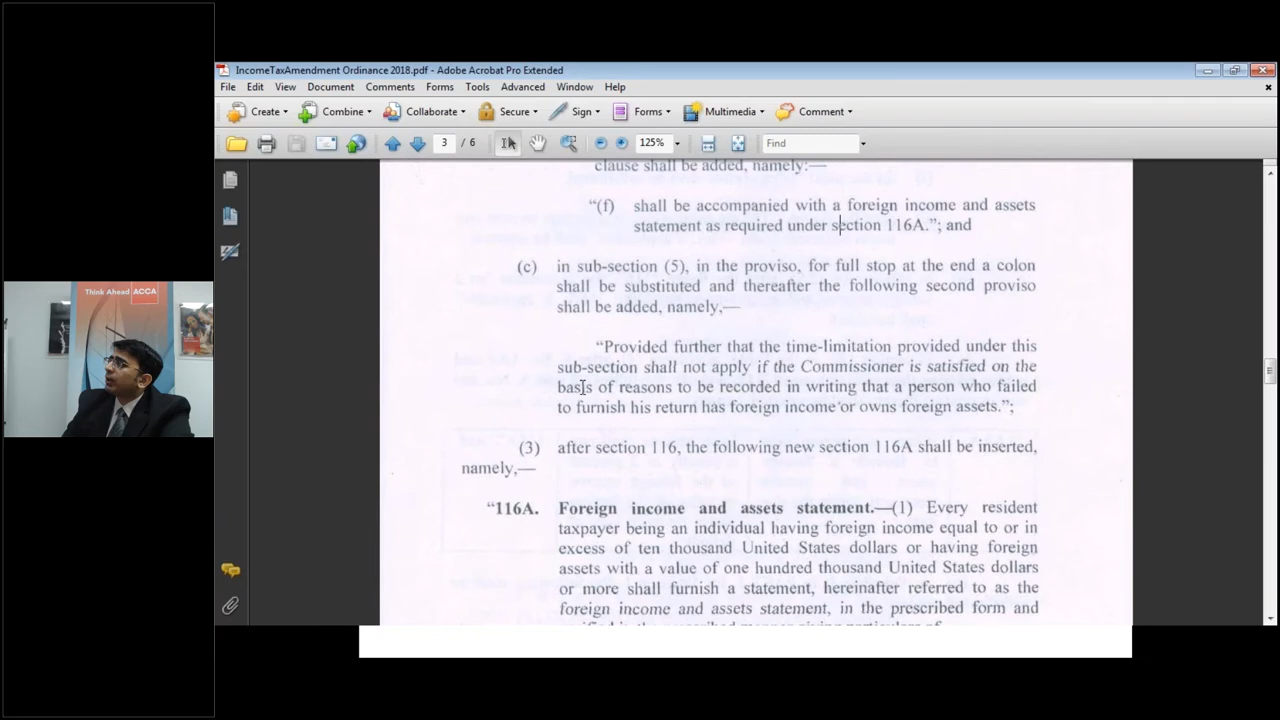 IncomeTaxAmendment Ordinance 2018.pdf - Adobe Acrobat Pro Extended
File Edit View Document Comments Forms Tools Advanced Window Help
Create Combine Collaborate Secure Sign Forms Multimedia Comment
3 / 6 125% Find
clause shall be added, namely:—
“(f) shall be accompanied with a foreign income and assets
statement as required under section 116A.”; and
(c) in sub-section (5), in the proviso, for full stop at the end a colon
shall be substituted and thereafter the following second proviso
shall be added, namely,—
“Provided further that the time-limitation provided under this
sub-section shall not apply if the Commissioner is satisfied on the
basis of reasons to be recorded in writing that a person who failed
to furnish his return has foreign income or owns foreign assets.”;
(3) after section 116, the following new section 116A shall be inserted,
namely,—
“116A. Foreign income and assets statement.—(1) Every resident
taxpayer being an individual having foreign income equal to or in
excess of ten thousand United States dollars or having foreign
assets with a value of one hundred thousand United States dollars
or more shall furnish a statement, hereinafter referred to as the
foreign income and assets statement, in the prescribed form and
Think Ahead ACCA